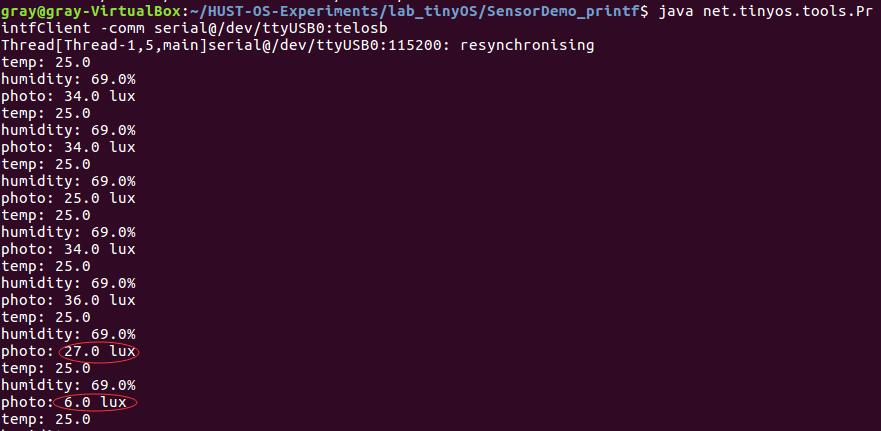 gray@gray-VirtualBox:~/HUST-OS-Experiments/lab_tinyOS/SensorDemo_printf$ java net.tinyos.tools.Pr
intfClient -comm serial@/dev/ttyUSB0:telosb
Thread[Thread-1,5,main]serial@/dev/ttyUSB0:115200: resynchronising
temp: 25.0
humidity: 69.0%
photo: 34.0 lux
temp: 25.0
humidity: 69.0%
photo: 34.0 lux
temp: 25.0
humidity: 69.0%
photo: 25.0 lux
temp: 25.0
humidity: 69.0%
photo: 34.0 lux
temp: 25.0
humidity: 69.0%
photo: 36.0 lux
temp: 25.0
humidity: 69.0%
photo: 27.0 lux
temp: 25.0
humidity: 69.0%
photo: 6.0 lux
temp: 25.0